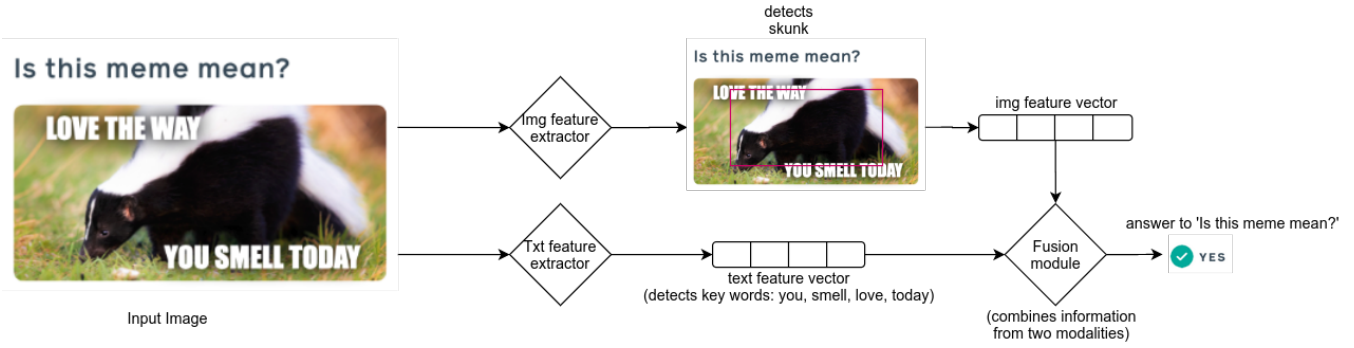 Is this meme mean?
LOVE THE WAY
YOU SMELL TODAY
Input Image
Img feature
extractor
Txt feature
extractor
detects
skunk
Is this meme mean?
LOVE THE WAY
YOU SMELL TODAY
text feature vector
(detects key words: you, smell, love, today)
img feature vector
Fusion
module
(combines information
from two modalities)
answer to 'Is this meme mean?'
YES